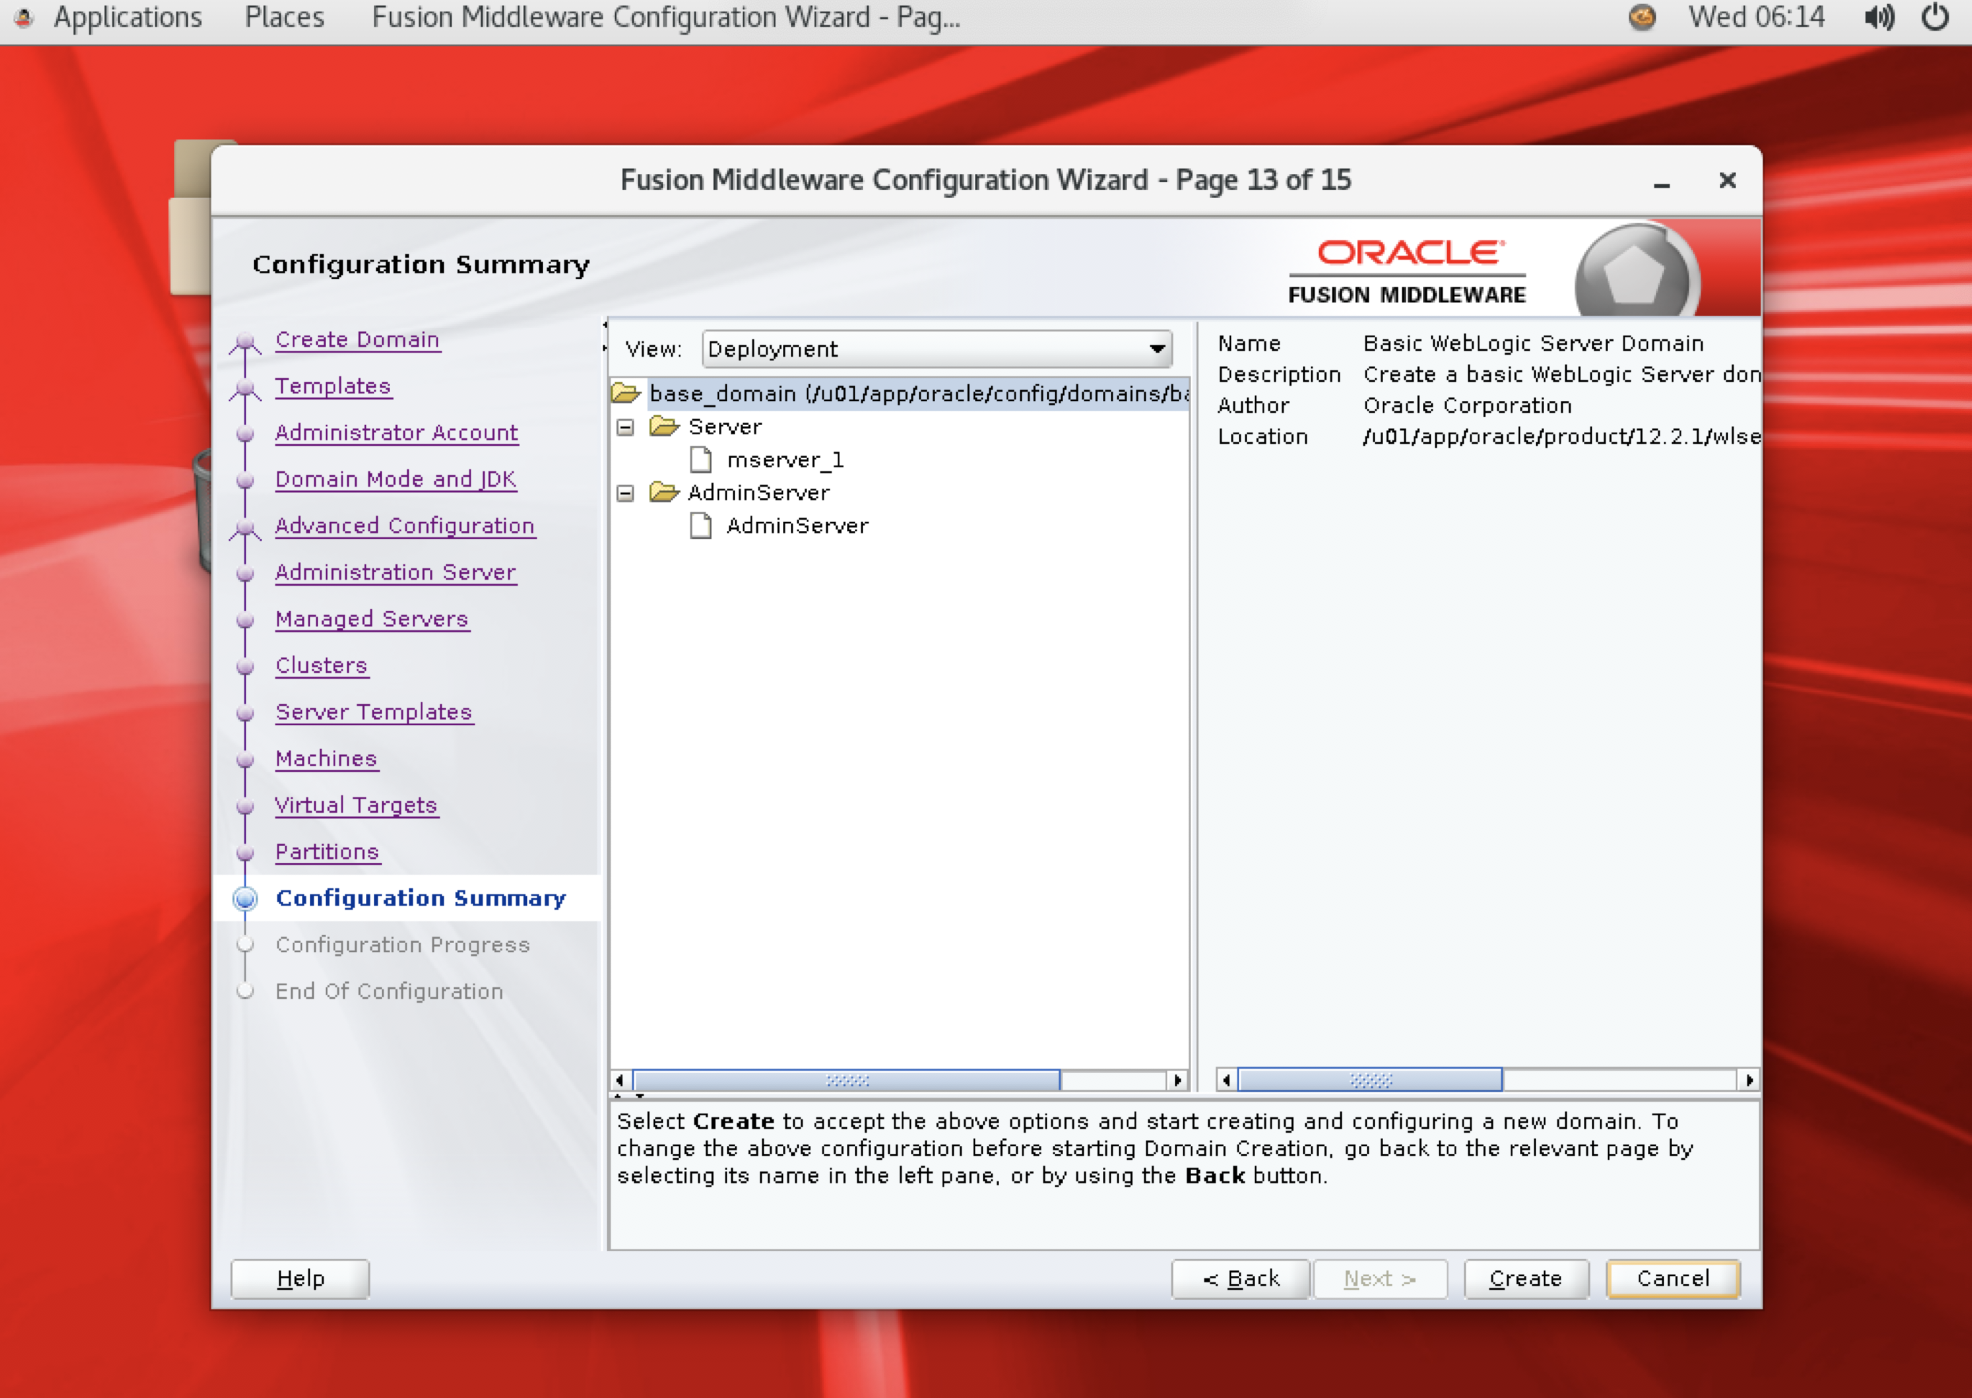 Applications Places Fusion Middleware Configuration Wizard - Pag... Wed 06:14
Fusion Middleware Configuration Wizard - Page 13 of 15
Configuration Summary
ORACLE
FUSION MIDDLEWARE
Create Domain
Templates
Administrator Account
Domain Mode and JDK
Advanced Configuration
Administration Server
Managed Servers
Clusters
Server Templates
Machines
Virtual Targets
Partitions
Configuration Summary
Configuration Progress
End Of Configuration
View: Deployment
base_domain (/u01/app/oracle/config/domains/ba
Server
mserver_1
AdminServer
AdminServer
Name Basic WebLogic Server Domain
Description Create a basic WebLogic Server don
Author Oracle Corporation
Location /u01/app/oracle/product/12.2.1/wlse
Select Create to accept the above options and start creating and configuring a new domain. To
change the above configuration before starting Domain Creation, go back to the relevant page by
selecting its name in the left pane, or by using the Back button.
Help < Back Next > Create Cancel